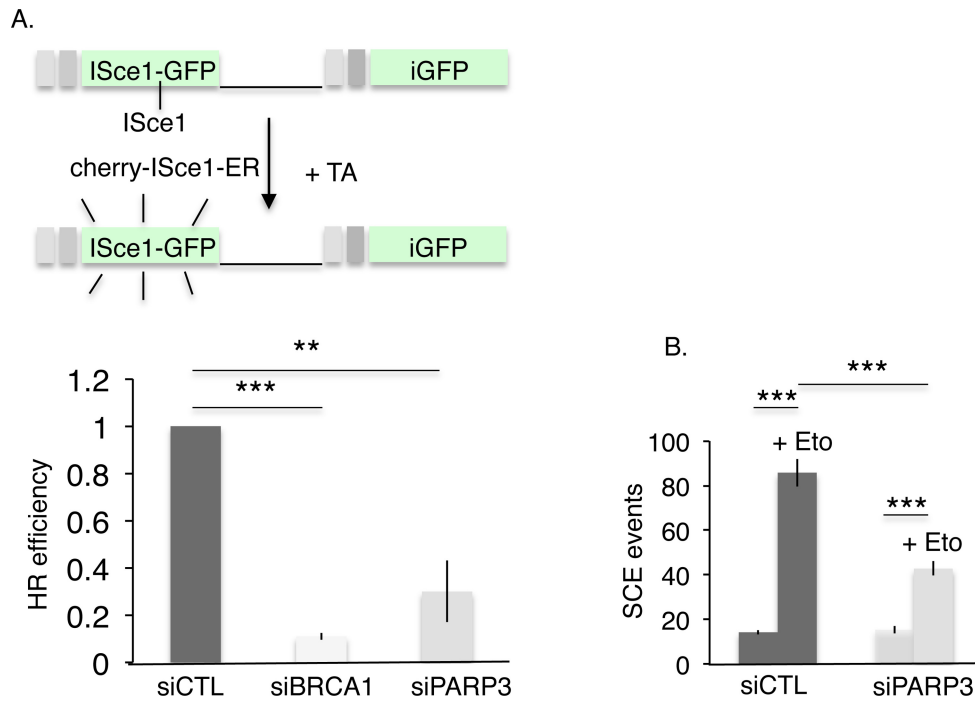 A.
ISce1-GFP iGFP
ISce1
cherry-ISce1-ER + TA
ISce1-GFP iGFP
**
***
1.2
1
0.8
0.6
0.4
0.2
0
HR efficiency
siCTL siBRCA1 siPARP3
B.
***
***
+ Eto
***
+ Eto
100
80
60
40
20
0
SCE events
siCTL siPARP3